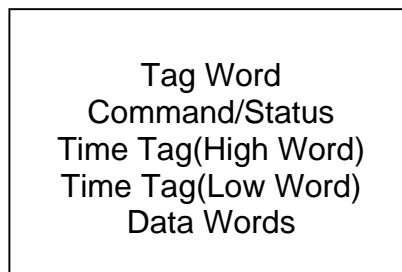 Tag Word
Command/Status
Time Tag(High Word)
Time Tag(Low Word)
Data Words